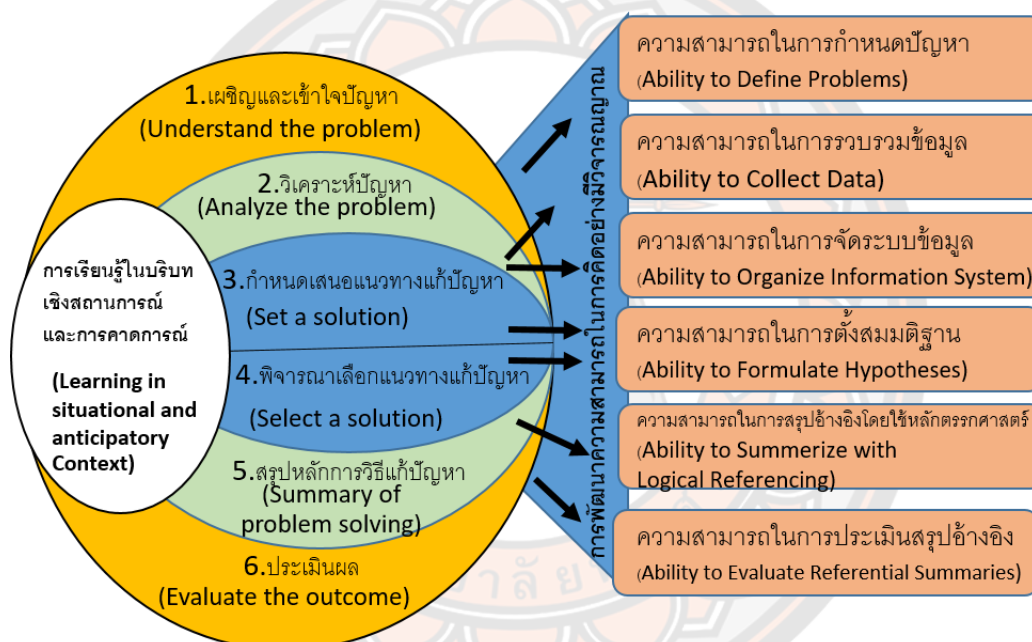 1.เผชิญและเข้าใจปัญหา
(Understand the problem)
2.วิเคราะห์ปัญหา
(Analyze the problem)
การเรียนรู้ในบริบท
เชิงสถานการณ์
และการคาดการณ์
(Learning in
situational and
anticipatory
Context)
3.กำหนดเสนอแนวทางแก้ปัญหา
(Set a solution)
4.พิจารณาเลือกแนวทางแก้ปัญหา
(Select a solution)
5.สรุปหลักการวิธีแก้ปัญหา
(Summary of
problem solving)
6.ประเมินผล
(Evaluate the outcome)
การพัฒนาความสามารถในการคิดอย่างมีวิจารณญาณ
ความสามารถในการกำหนดปัญหา
(Ability to Define Problems)
ความสามารถในการรวบรวมข้อมูล
(Ability to Collect Data)
ความสามารถในการจัดระบบข้อมูล
(Ability to Organize Information System)
ความสามารถในการตั้งสมมติฐาน
(Ability to Formulate Hypotheses)
ความสามารถในการสรุปอ้างอิงโดยใช้หลักตรรกศาสตร์
(Ability to Summerize with
Logical Referencing)
ความสามารถในการประเมินสรุปอ้างอิง
(Ability to Evaluate Referential Summaries)